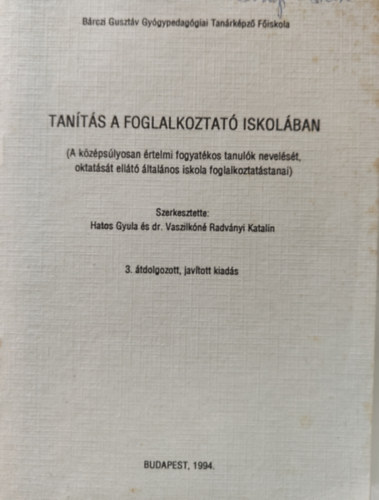 Bárczi Gusztáv Gyógypedagógiai Tanárképző Főiskola
TANÍTÁS A FOGLALKOZTATÓ ISKOLÁBAN
(A középsúlyosan értelmi fogyatékos tanulók nevelését,
oktatását ellátó általános iskola foglalkoztatástanai)
Szerkesztette:
Hatos Gyula és dr. Vaszilkóné Radványi Katalin
3. átdolgozott, javított kiadás
BUDAPEST, 1994.